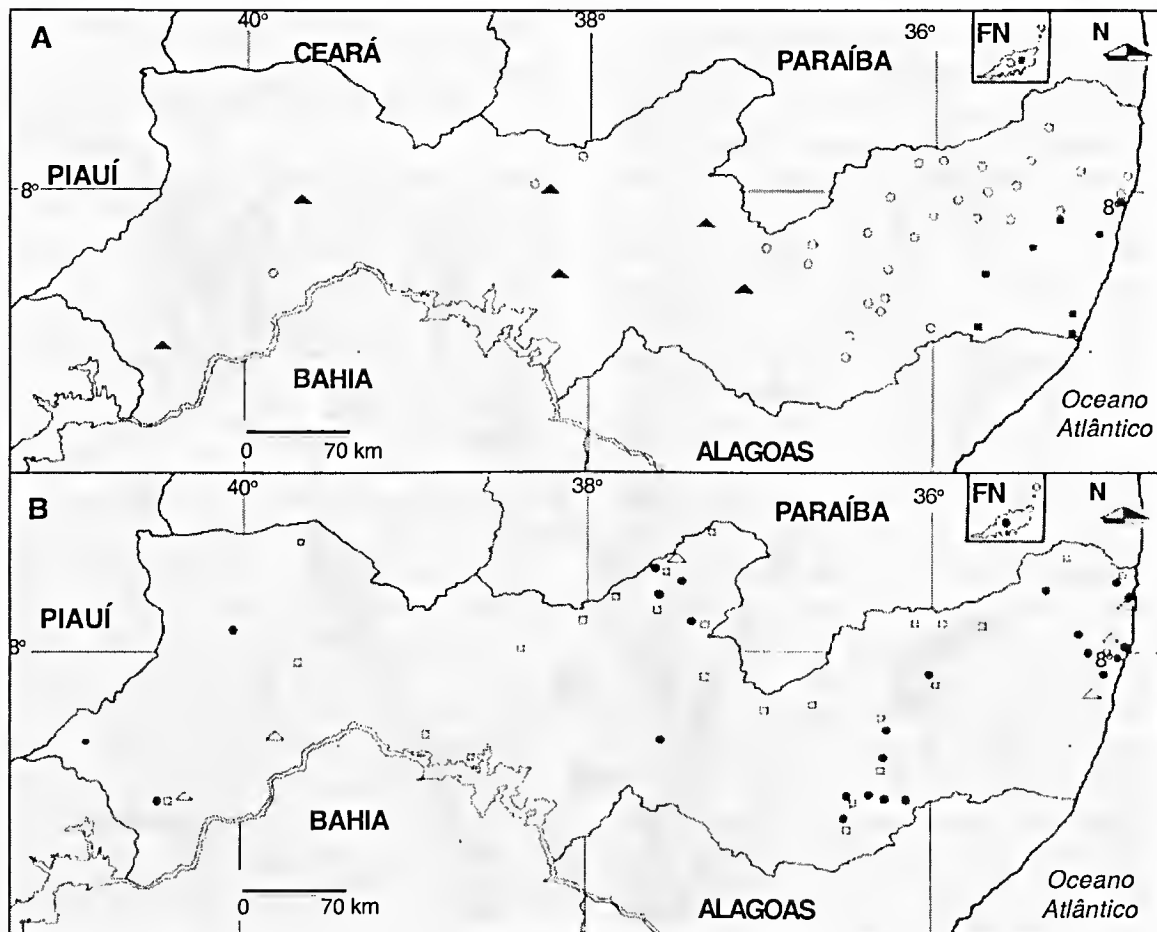 40° 38° 36°
A CEARÁ PARAÍBA FN N
PIAUÍ
8°
8°
BAHIA
0 70 km
ALAGOAS
Oceano
Atlântico
40° 38° 36°
B PARAÍBA FN N
PIAUÍ
8°
8°
BAHIA
0 70 km
ALAGOAS
Oceano
Atlântico